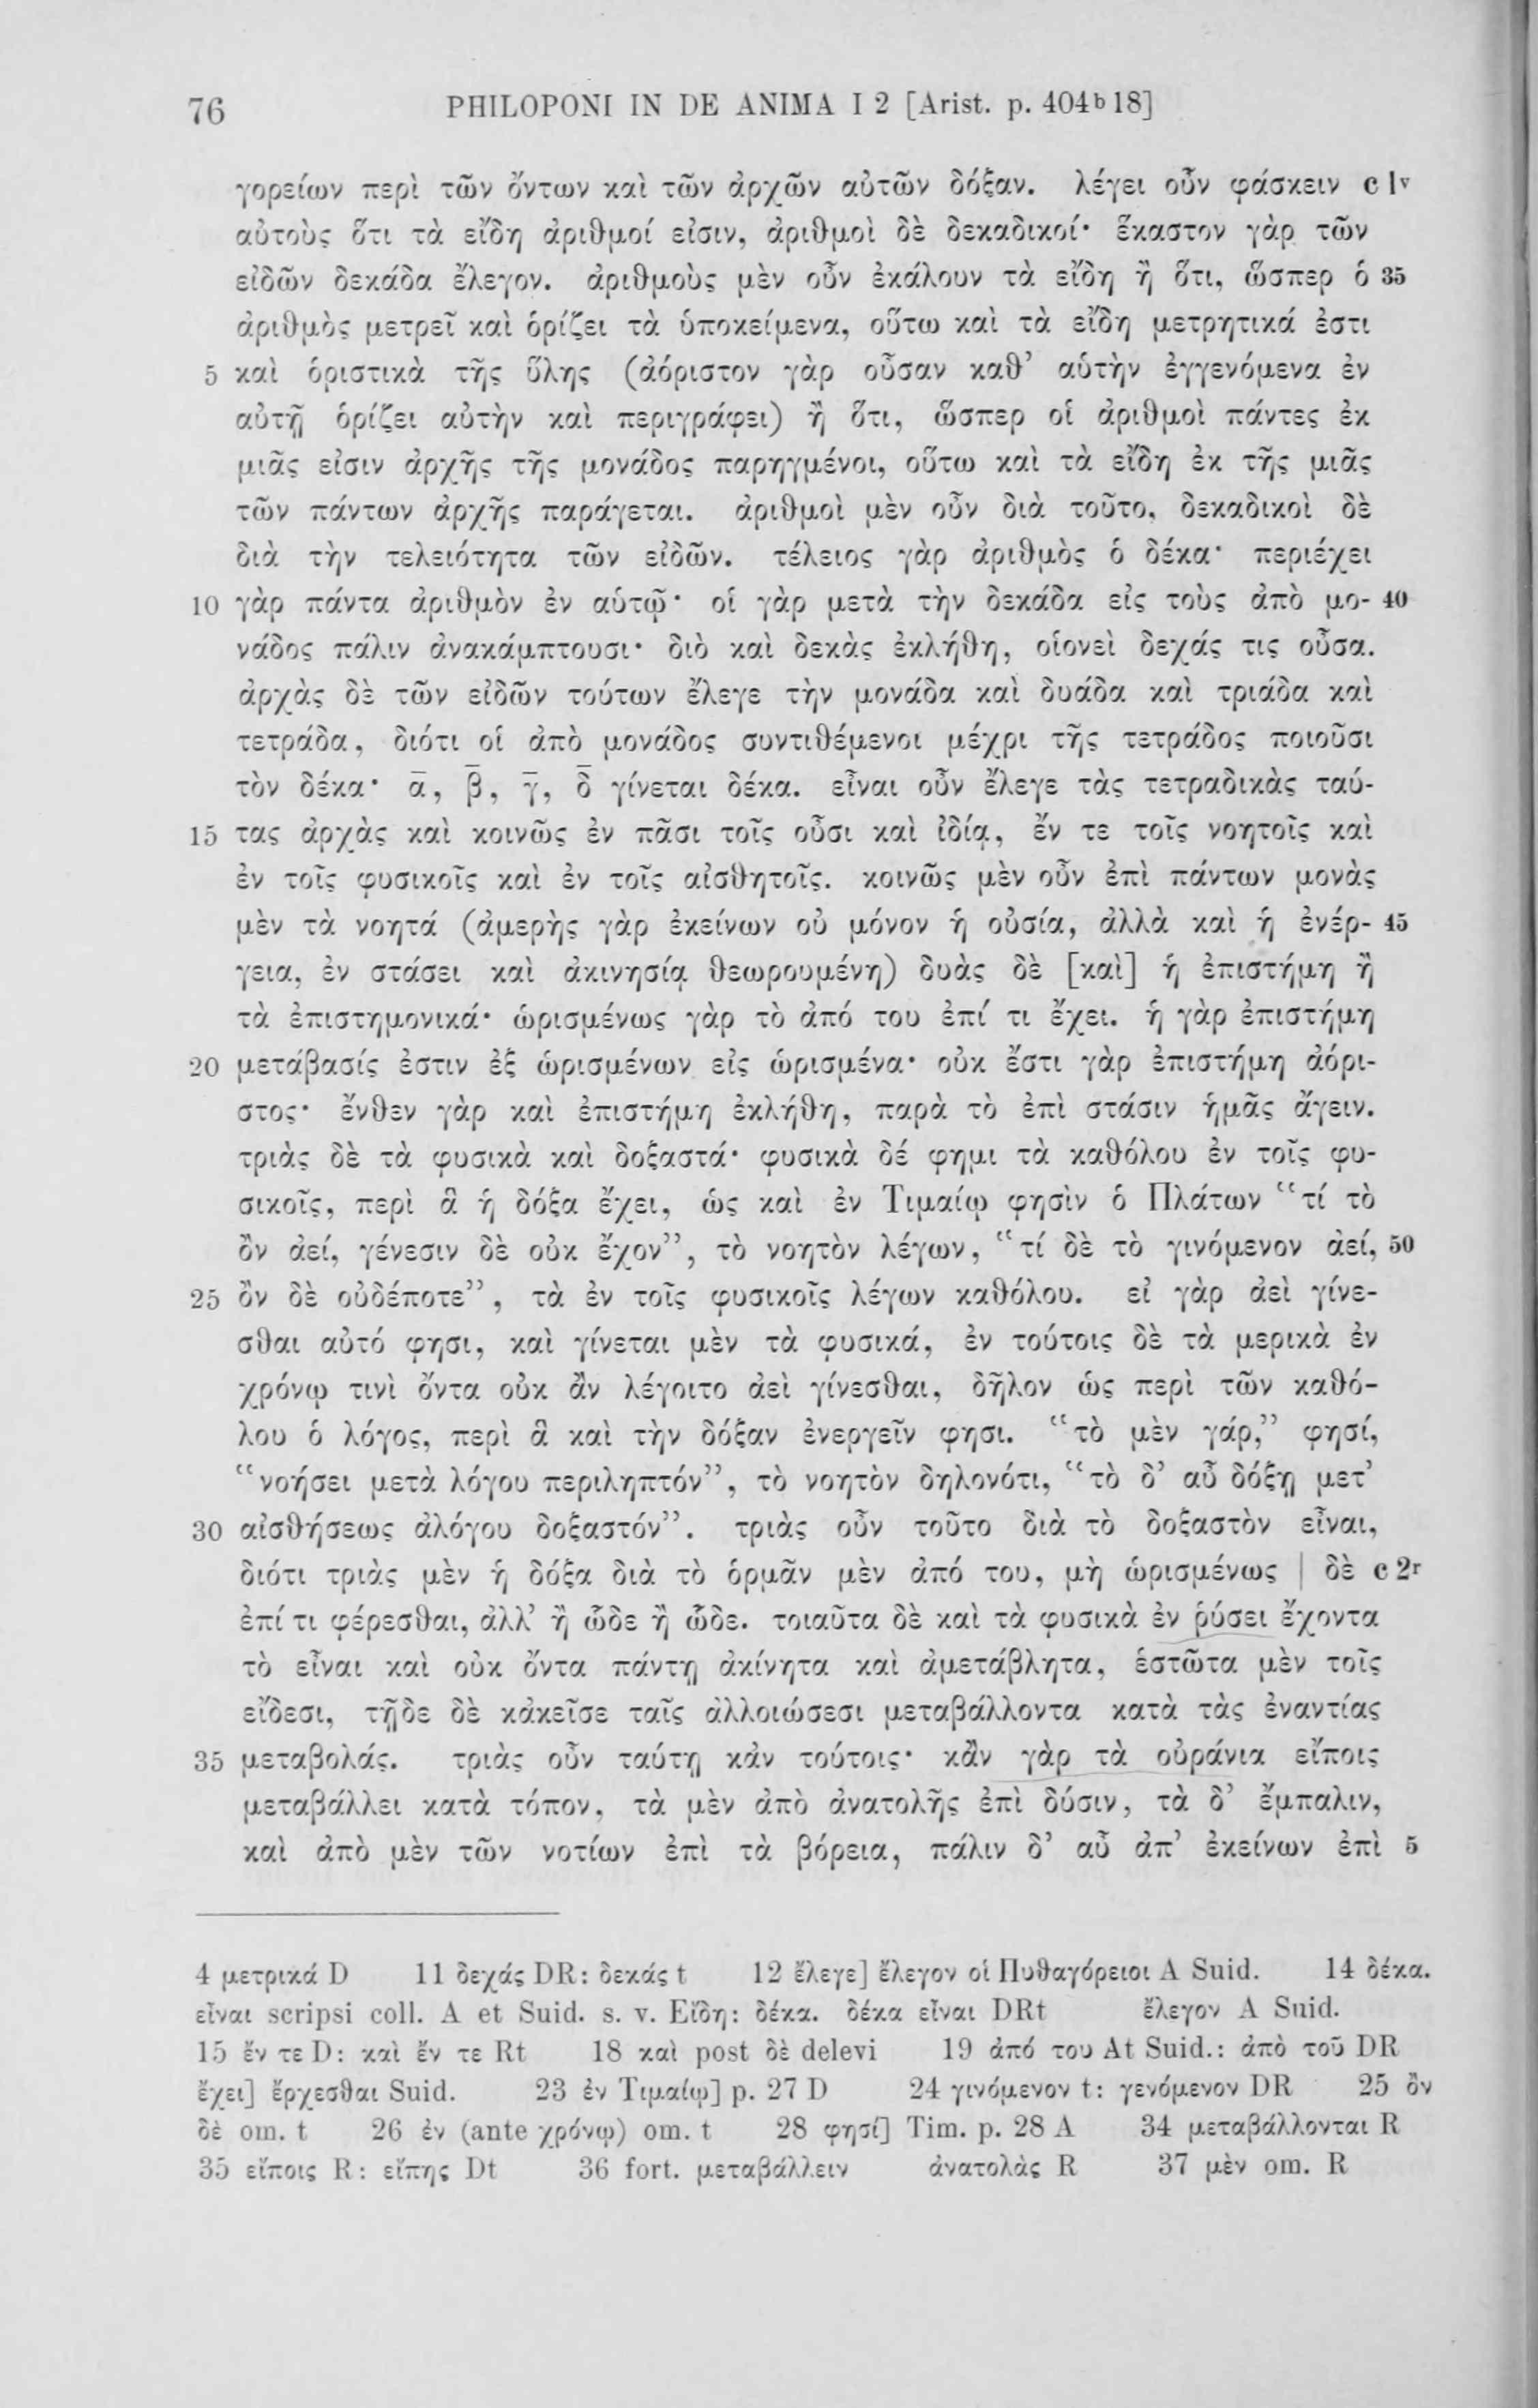 76 PHILOPONI IN DE ANIMA I 2 [Arist. p. 404b 18]
γορείων περὶ τῶν ὄντων καὶ τῶν ἀρχῶν αὐτῶν δόξαν. λέγει οὖν φάσκειν c 1v
αὐτοὺς ὅτι τὰ εἴδη ἀριθμοί εἰσιν, ἀριθμοὶ δὲ δεκαδικοί· ἕκαστον γὰρ τῶν
εἰδῶν δεκάδα ἔλεγον. ἀριθμοὺς μὲν οὖν ἐκάλουν τὰ εἴδη ἢ ὅτι, ὥσπερ ὁ 35
ἀριθμὸς μετρεῖ καὶ ὁρίζει τὰ ὑποκείμενα, οὕτω καὶ τὰ εἴδη μετρητικά ἐστι
5 καὶ ὁριστικὰ τῆς ὕλης (ἀόριστον γὰρ οὖσαν καθ’ αὑτὴν ἐγγενόμενα ἐν
αὐτῇ ὁρίζει αὐτὴν καὶ περιγράφει) ἢ ὅτι, ὥσπερ οἱ ἀριθμοὶ πάντες ἐκ
μιᾶς εἰσιν ἀρχῆς τῆς μονάδος παρηγμένοι, οὕτω καὶ τὰ εἴδη ἐκ τῆς μιᾶς
τῶν πάντων ἀρχῆς παράγεται. ἀριθμοὶ μὲν οὖν διὰ τοῦτο, δεκαδικοὶ δὲ
διὰ τὴν τελειότητα τῶν εἰδῶν. τέλειος γὰρ ἀριθμὸς ὁ δέκα· περιέχει
10 γὰρ πάντα ἀριθμὸν ἐν αὑτῷ· οἱ γὰρ μετὰ τὴν δεκάδα εἰς τοὺς ἀπὸ μο- 40
νάδος πάλιν ἀνακάμπτουσι· διὸ καὶ δεκὰς ἐκλήθη, οἱονεὶ δεχάς τις οὖσα.
ἀρχὰς δὲ τῶν εἰδῶν τούτων ἔλεγε τὴν μονάδα καὶ δυάδα καὶ τριάδα καὶ
τετράδα, διότι οἱ ἀπὸ μονάδος συντιθέμενοι μέχρι τῆς τετράδος ποιοῦσι
τὸν δέκα· ᾱ, β̄, γ̄, δ̄ γίνεται δέκα. εἶναι οὖν ἔλεγε τὰς τετραδικὰς ταύ-
15 τας ἀρχὰς καὶ κοινῶς ἐν πᾶσι τοῖς οὖσι καὶ ἰδίᾳ, ἔν τε τοῖς νοητοῖς καὶ
ἐν τοῖς φυσικοῖς καὶ ἐν τοῖς αἰσθητοῖς. κοινῶς μὲν οὖν ἐπὶ πάντων μονὰς
μὲν τὰ νοητά (ἀμερὴς γὰρ ἐκείνων οὐ μόνον ἡ οὐσία, ἀλλὰ καὶ ἡ ἐνέρ- 45
γεια, ἐν στάσει καὶ ἀκινησίᾳ θεωρουμένη) δυὰς δὲ [καὶ] ἡ ἐπιστήμη ἢ
τὰ ἐπιστημονικά· ὡρισμένως γὰρ τὸ ἀπό του ἐπί τι ἔχει. ἡ γὰρ ἐπιστήμη
20 μετάβασίς ἐστιν ἐξ ὡρισμένων εἰς ὡρισμένα· οὐκ ἔστι γὰρ ἐπιστήμη ἀόρι-
στος· ἔνθεν γὰρ καὶ ἐπιστήμη ἐκλήθη, παρὰ τὸ ἐπὶ στάσιν ἡμᾶς ἄγειν.
τριὰς δὲ τὰ φυσικὰ καὶ δοξαστά· φυσικὰ δέ φημι τὰ καθόλου ἐν τοῖς φυ-
σικοῖς, περὶ ἃ ἡ δόξα ἔχει, ὡς καὶ ἐν Τιμαίῳ φησὶν ὁ Πλάτων “τί τὸ
ὂν ἀεί, γένεσιν δὲ οὐκ ἔχον”, τὸ νοητὸν λέγων, “τί δὲ τὸ γινόμενον ἀεί, 50
25 ὂν δὲ οὐδέποτε”, τὰ ἐν τοῖς φυσικοῖς λέγων καθόλου. εἰ γὰρ ἀεὶ γίνε-
σθαι αὐτό φησι, καὶ γίνεται μὲν τὰ φυσικά, ἐν τούτοις δὲ τὰ μερικὰ ἐν
χρόνῳ τινὶ ὄντα οὐκ ἂν λέγοιτο ἀεὶ γίνεσθαι, δῆλον ὡς περὶ τῶν καθό-
λου ὁ λόγος, περὶ ἃ καὶ τὴν δόξαν ἐνεργεῖν φησι. “τὸ μὲν γάρ,” φησί,
“νοήσει μετὰ λόγου περιληπτόν”, τὸ νοητὸν δηλονότι, “τὸ δ’ αὖ δόξῃ μετ’
30 αἰσθήσεως ἀλόγου δοξαστόν”. τριὰς οὖν τοῦτο διὰ τὸ δοξαστὸν εἶναι,
διότι τριὰς μὲν ἡ δόξα διὰ τὸ ὁρμᾶν μὲν ἀπό του, μὴ ὡρισμένως | δὲ c 2r
ἐπί τι φέρεσθαι, ἀλλ’ ἢ ὧδε ἢ ὧδε. τοιαῦτα δὲ καὶ τὰ φυσικὰ ἐν ῥύσει ἔχοντα
τὸ εἶναι καὶ οὐκ ὄντα πάντῃ ἀκίνητα καὶ ἀμετάβλητα, ἑστῶτα μὲν τοῖς
εἴδεσι, τῇδε δὲ κἀκεῖσε ταῖς ἀλλοιώσεσι μεταβάλλοντα κατὰ τὰς ἐναντίας
35 μεταβολάς. τριὰς οὖν ταύτῃ κἀν τούτοις· κἂν γὰρ τὰ οὐράνια εἴποις
μεταβάλλει κατὰ τόπον, τὰ μὲν ἀπὸ ἀνατολῆς ἐπὶ δύσιν, τὰ δ’ ἔμπαλιν,
καὶ ἀπὸ μὲν τῶν νοτίων ἐπὶ τὰ βόρεια, πάλιν δ’ αὖ ἀπ’ ἐκείνων ἐπὶ 5
4 μετρικά D 11 δεχάς DR: δεκάς t 12 ἔλεγε] ἔλεγον οἱ Πυθαγόρειοι A Suid. 14 δέκα.
εἶναι scripsi coll. A et Suid. s. v. Εἴδη: δέκα. δέκα εἶναι DRt ἔλεγον A Suid.
15 ἔν τε D: καὶ ἔν τε Rt 18 καὶ post δὲ delevi 19 ἀπό του At Suid.: ἀπὸ τοῦ DR
ἔχει] ἔρχεσθαι Suid. 23 ἐν Τιμαίῳ] p. 27 D 24 γινόμενον t: γενόμενον DR 25 ὂν
δὲ om. t 26 ἐν (ante χρόνῳ) om. t 28 φησί] Tim. p. 28 A 34 μεταβάλλονται R
35 εἴποις R: εἴπης Dt 36 fort. μεταβάλλειν ἀνατολὰς R 37 μὲν om. R